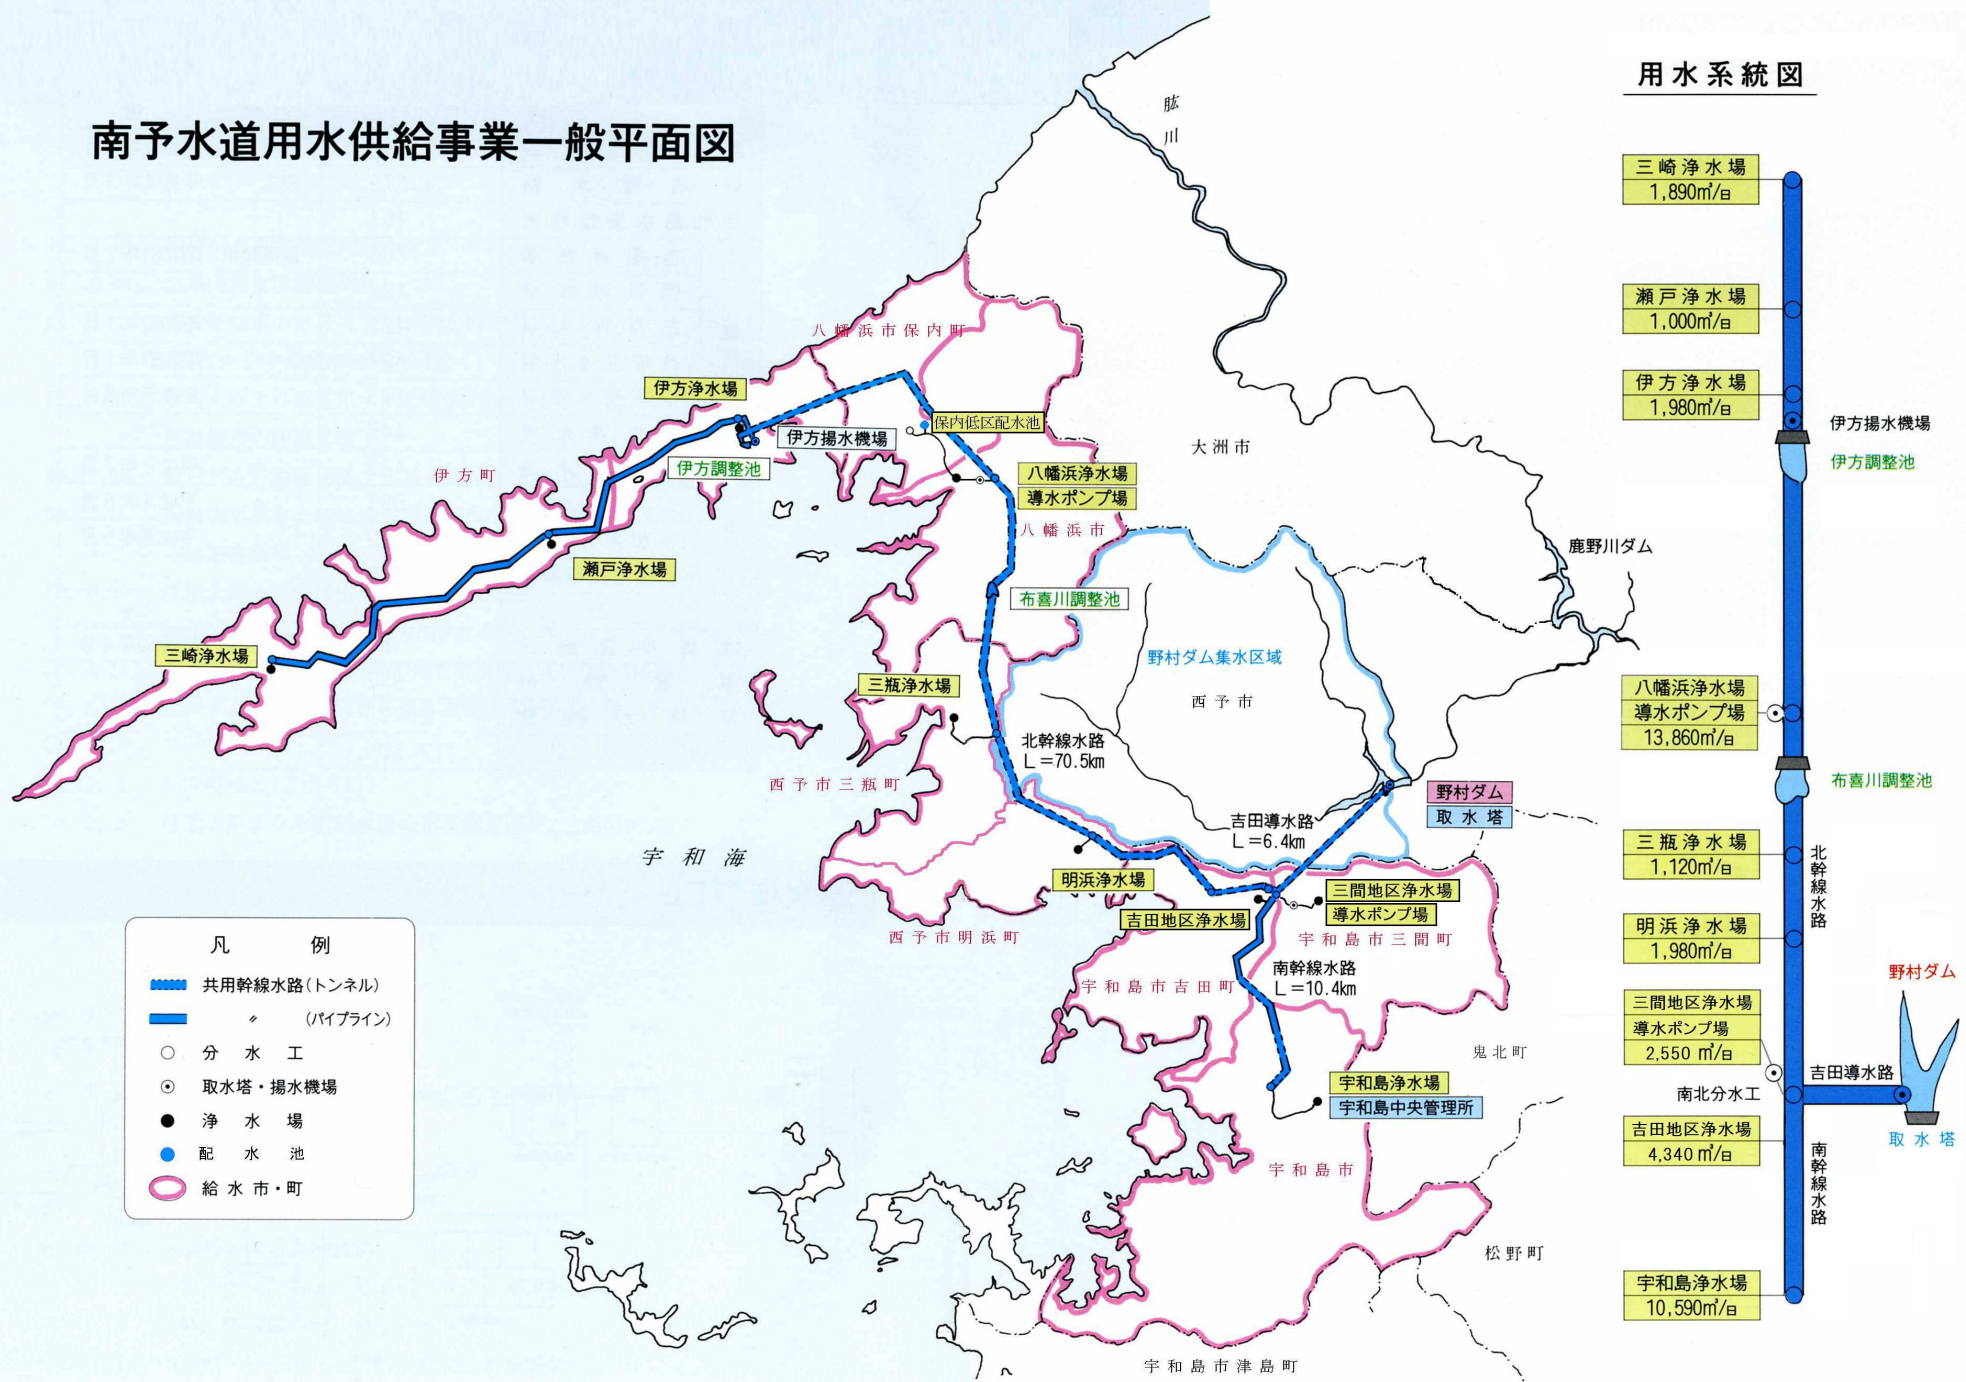 南予水道用水供給事業一般平面図
用水系統図
肱川
八幡浜市保内町
伊方浄水場
伊方揚水機場
伊方調整池
保内低区配水池
伊方町
八幡浜浄水場
導水ポンプ場
八幡浜市
大洲市
瀬戸浄水場
鹿野川ダム
布喜川調整池
三崎浄水場
野村ダム集水区域
西予市
三瓶浄水場
北幹線水路
L=70.5km
西予市三瓶町
野村ダム
取水塔
吉田導水路
L=6.4km
宇和海
明浜浄水場
三間地区浄水場
導水ポンプ場
吉田地区浄水場
西予市明浜町
宇和島市三間町
南幹線水路
L=10.4km
宇和島市吉田町
鬼北町
宇和島浄水場
宇和島中央管理所
宇和島市
松野町
宇和島市津島町
凡例
共用幹線水路(トンネル)
〃 (パイプライン)
分水工
取水塔・揚水機場
浄水場
配水池
給水市・町
三崎浄水場
1,890㎥/日
瀬戸浄水場
1,000㎥/日
伊方浄水場
1,980㎥/日
伊方揚水機場
伊方調整池
八幡浜浄水場
導水ポンプ場
13,860㎥/日
布喜川調整池
三瓶浄水場
1,120㎥/日
北幹線水路
明浜浄水場
1,980㎥/日
野村ダム
三間地区浄水場
導水ポンプ場
2,550㎥/日
吉田導水路
南北分水工
吉田地区浄水場
4,340㎥/日
取水塔
南幹線水路
宇和島浄水場
10,590㎥/日